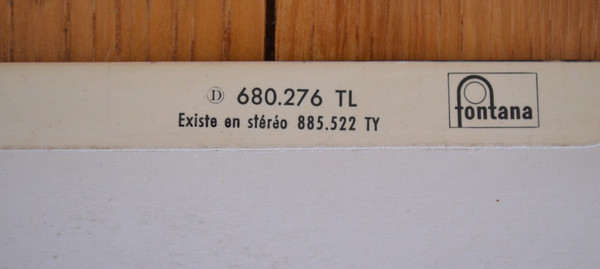 Ⓓ 680.276 TL
Existe en stéréo 885.522 TY
fontana